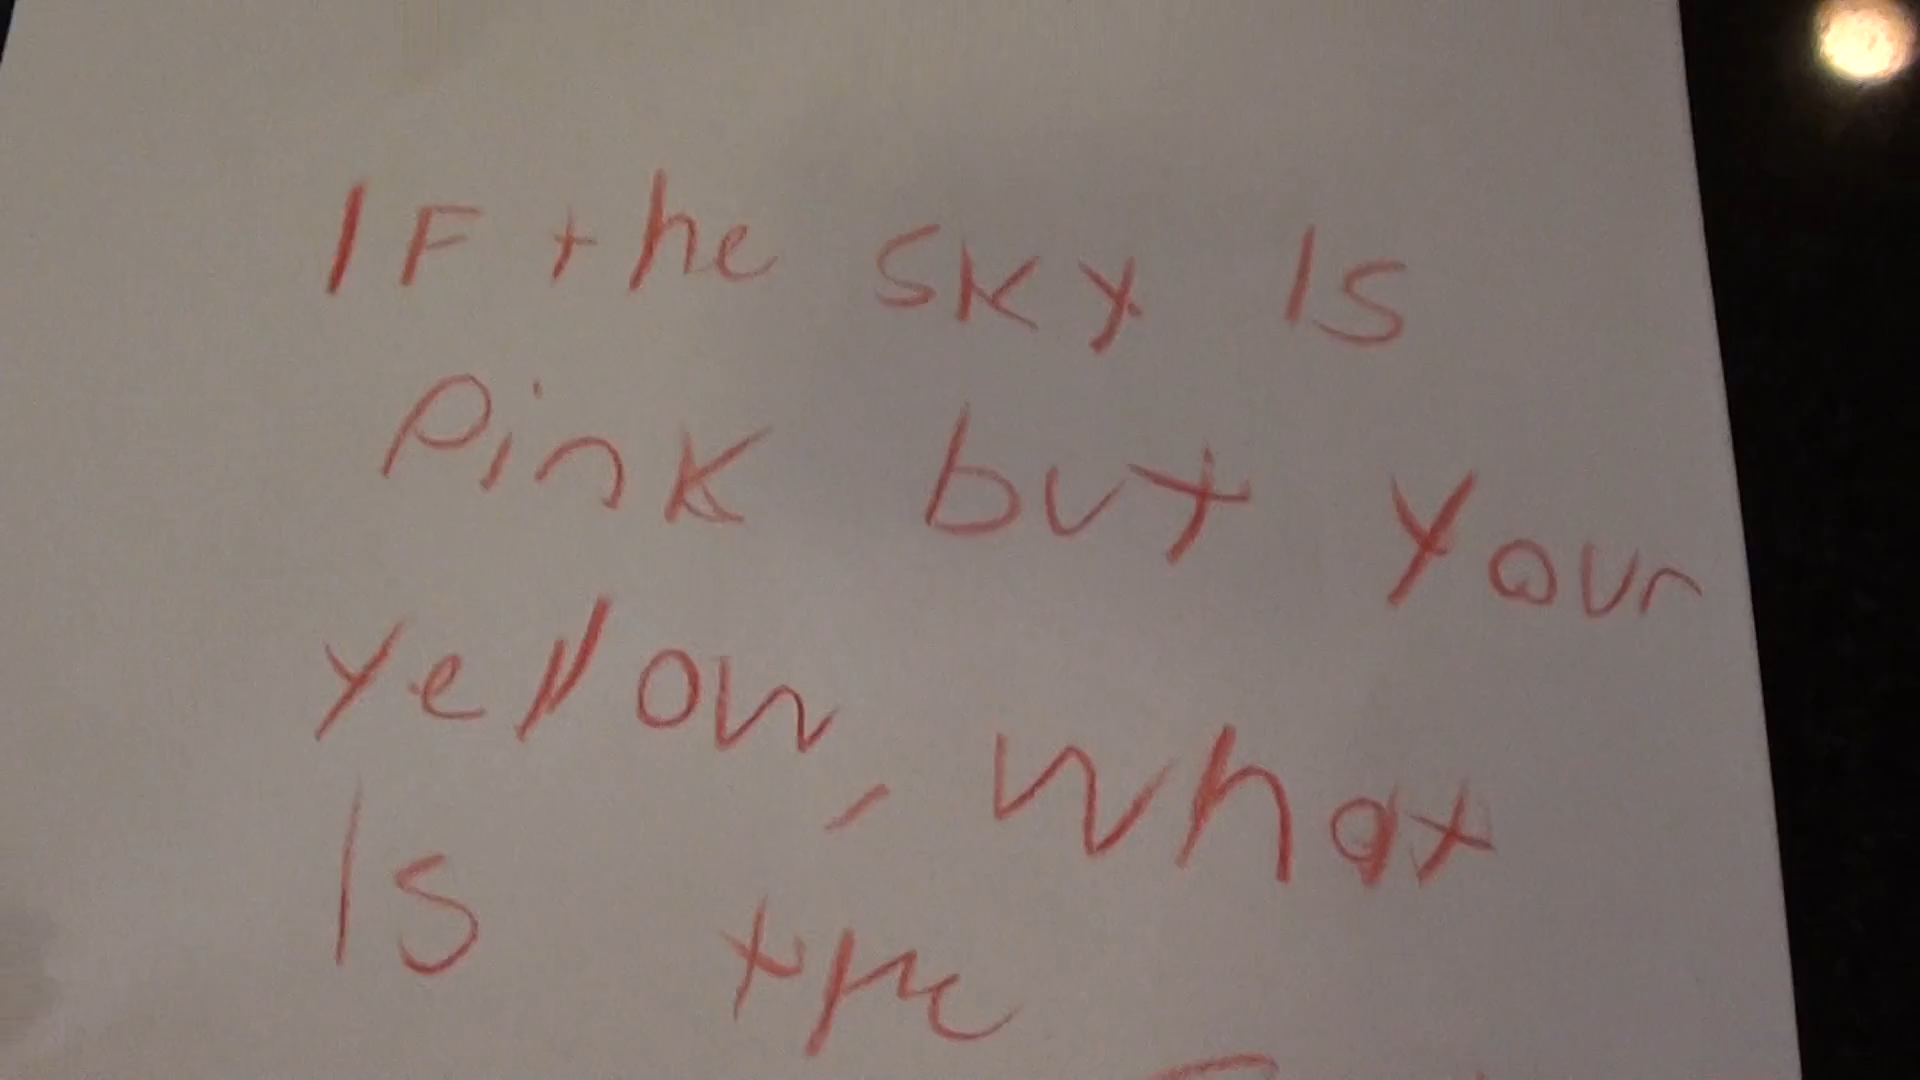 IF the sky Is
Pink but your
yellow, what
Is the